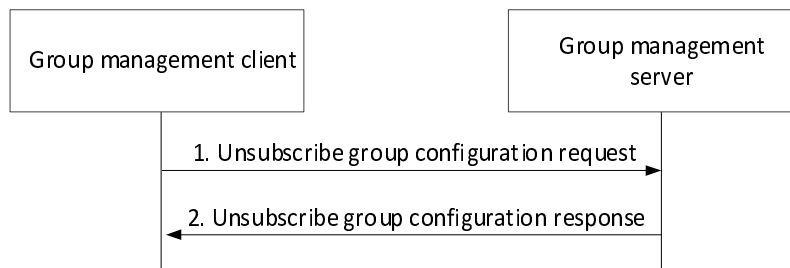 Group management client
Group management
server
1. Unsubscribe group configuration request
2. Unsubscribe group configuration response